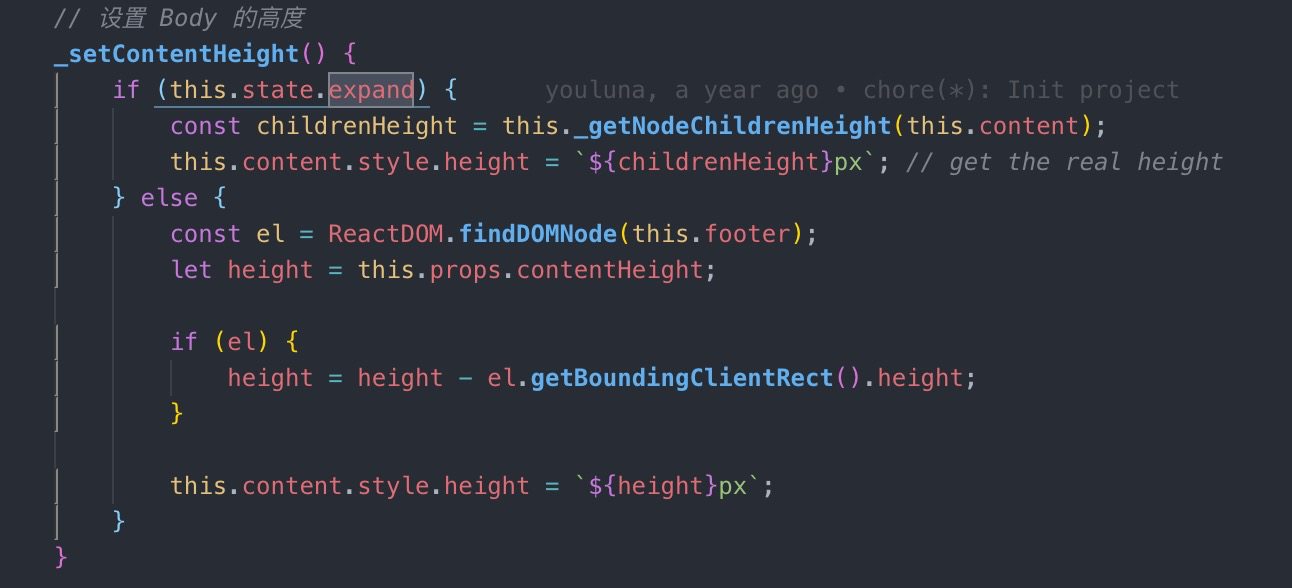 // 设置 Body 的高度
_setContentHeight() {
    if (this.state.expand) {        youluna, a year ago • chore(*): Init project
        const childrenHeight = this._getNodeChildrenHeight(this.content);
        this.content.style.height = `${childrenHeight}px`; // get the real height
    } else {
        const el = ReactDOM.findDOMNode(this.footer);
        let height = this.props.contentHeight;

        if (el) {
            height = height - el.getBoundingClientRect().height;
        }

        this.content.style.height = `${height}px`;
    }
}